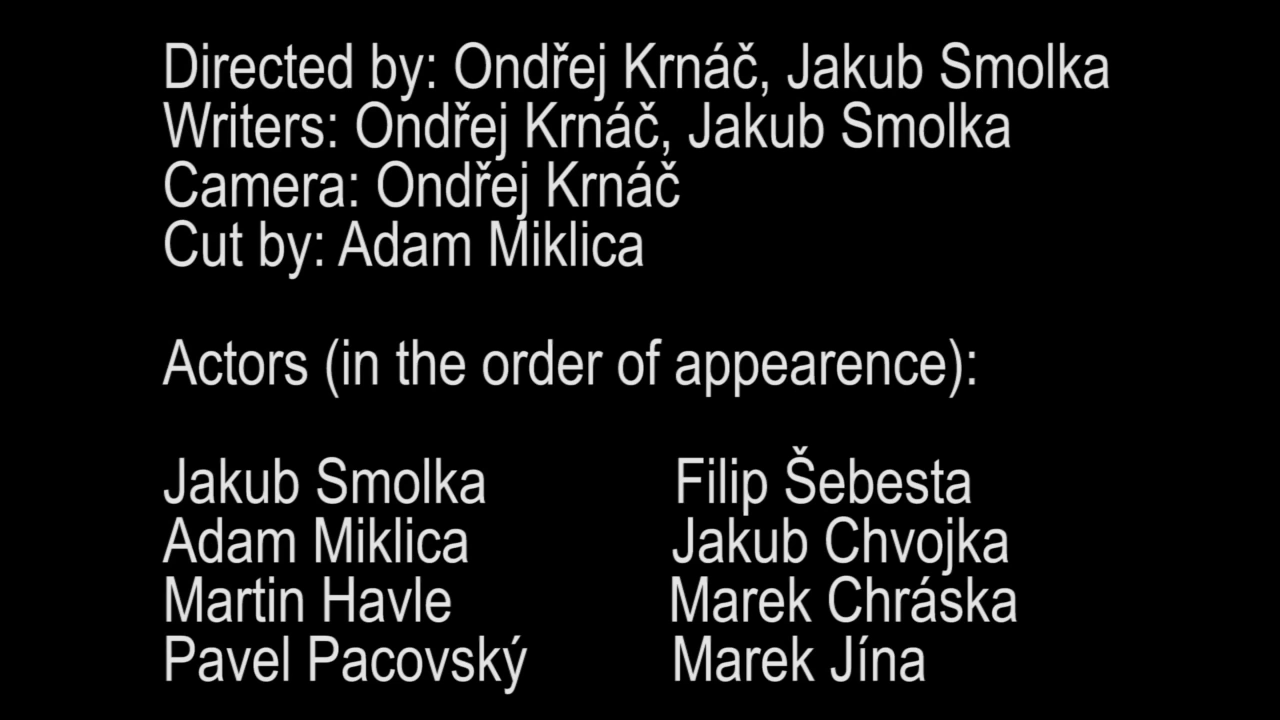 Directed by: Ondřej Krnáč, Jakub Smolka
Writers: Ondřej Krnáč, Jakub Smolka
Camera: Ondřej Krnáč
Cut by: Adam Miklica
Actors (in the order of appearence):
Jakub Smolka Filip Šebesta
Adam Miklica Jakub Chvojka
Martin Havle Marek Chráska
Pavel Pacovský Marek Jína